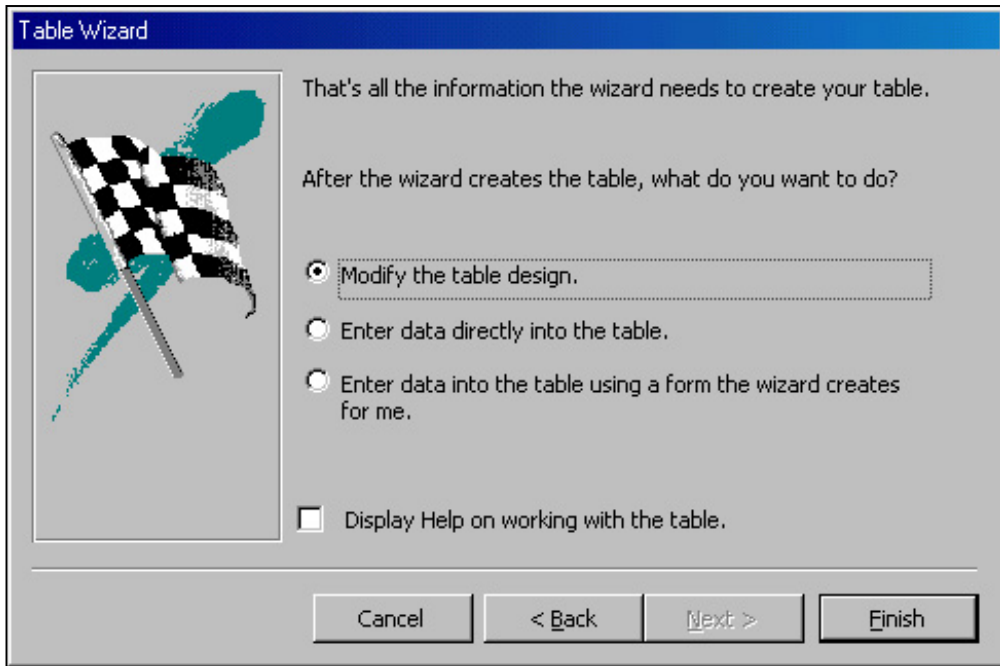 Table Wizard
That's all the information the wizard needs to create your table.
After the wizard creates the table, what do you want to do?
Modify the table design.
Enter data directly into the table.
Enter data into the table using a form the wizard creates
for me.
Display Help on working with the table.
Cancel
< Back
Next >
Finish